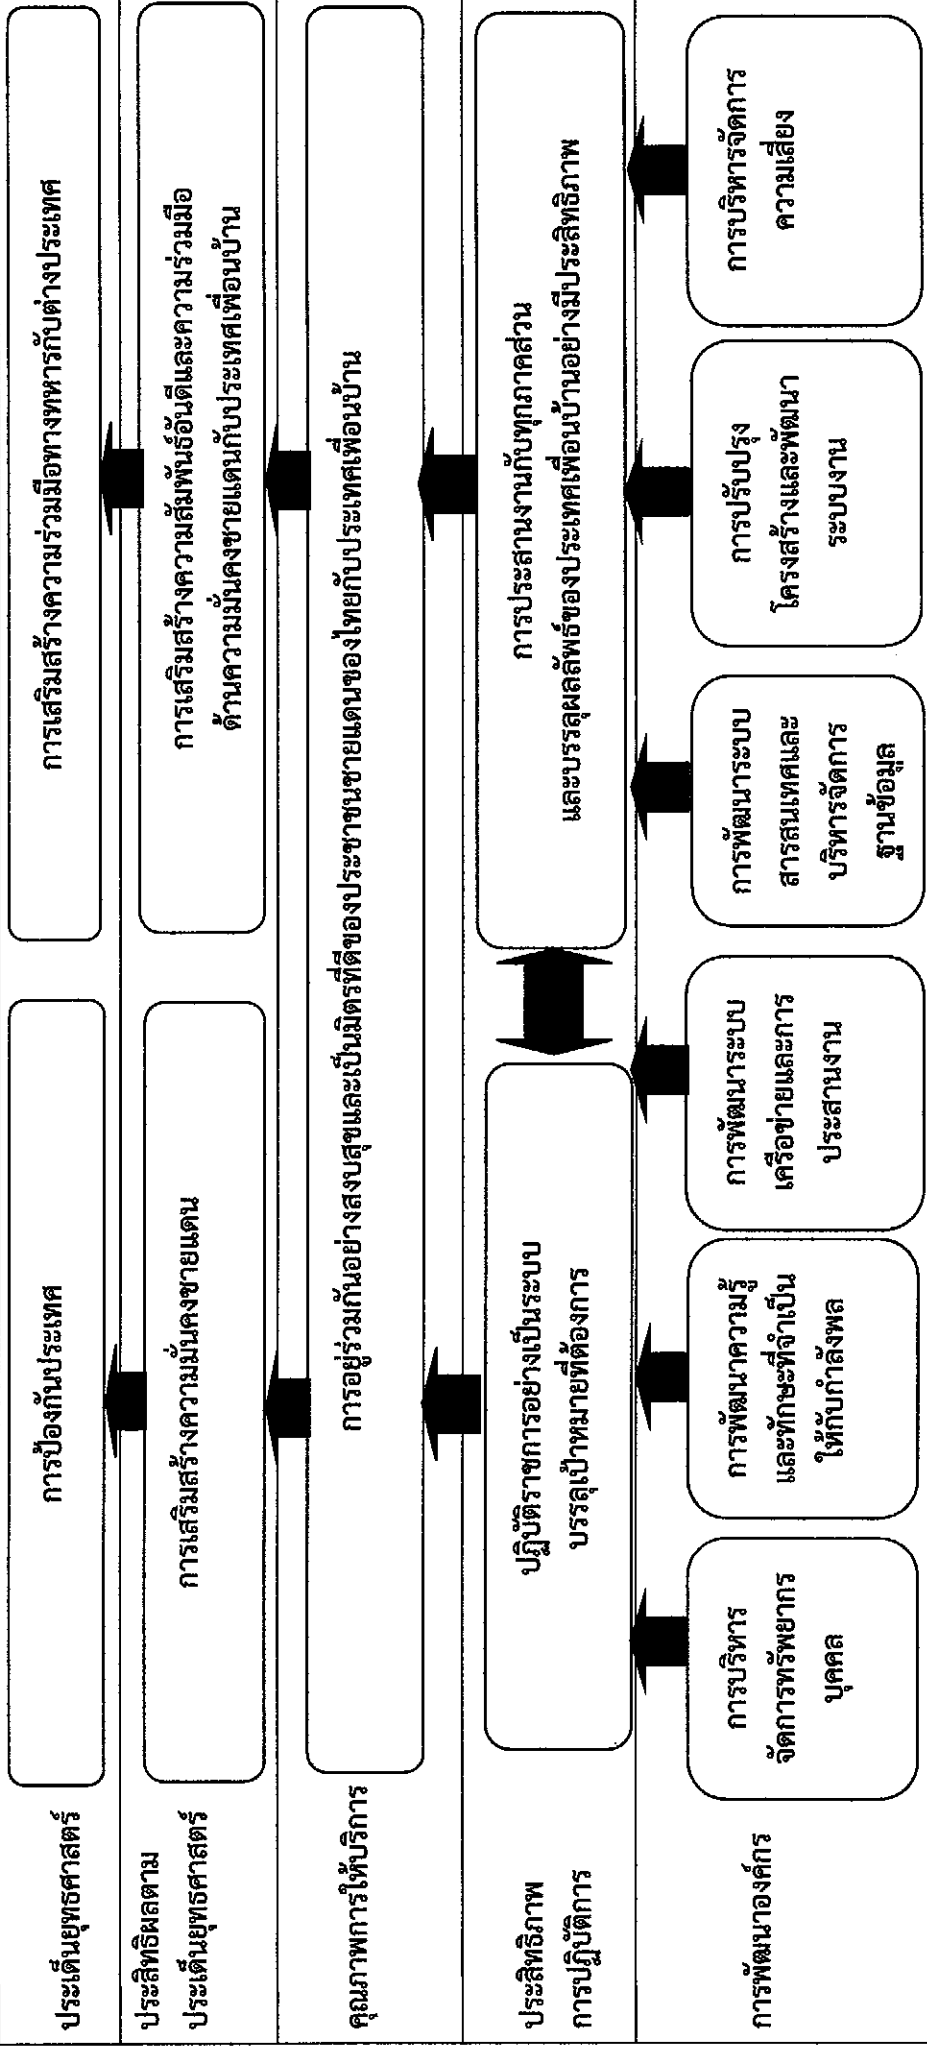 ประเด็นยุทธศาสตร์
การป้องกันประเทศ
การเสริมสร้างความร่วมมือทางทหารกับต่างประเทศ
ประสิทธิผลตาม
ประเด็นยุทธศาสตร์
การเสริมสร้างความมั่นคงชายแดน
การเสริมสร้างความสัมพันธ์อันดีและความร่วมมือ
ด้านความมั่นคงชายแดนกับประเทศเพื่อนบ้าน
คุณภาพการให้บริการ
การอยู่ร่วมกันอย่างสงบสุขและเป็นมิตรที่ดีของประชาชนชายแดนของไทยกับประเทศเพื่อนบ้าน
ประสิทธิภาพ
การปฏิบัติการ
ปฏิบัติราชการอย่างเป็นระบบ
บรรลุเป้าหมายที่ต้องการ
การประสานงานกับทุกภาคส่วน
และบรรลุผลลัพธ์ของประเทศเพื่อนบ้านอย่างมีประสิทธิภาพ
การพัฒนาองค์กร
การบริหาร
จัดการทรัพยากร
บุคคล
การพัฒนาความรู้
และทักษะที่จำเป็น
ให้กับกำลังพล
การพัฒนาระบบ
เครือข่ายและการ
ประสานงาน
การพัฒนาระบบ
สารสนเทศและ
บริหารจัดการ
ฐานข้อมูล
การปรับปรุง
โครงสร้างและพัฒนา
ระบบงาน
การบริหารจัดการ
ความเสี่ยง